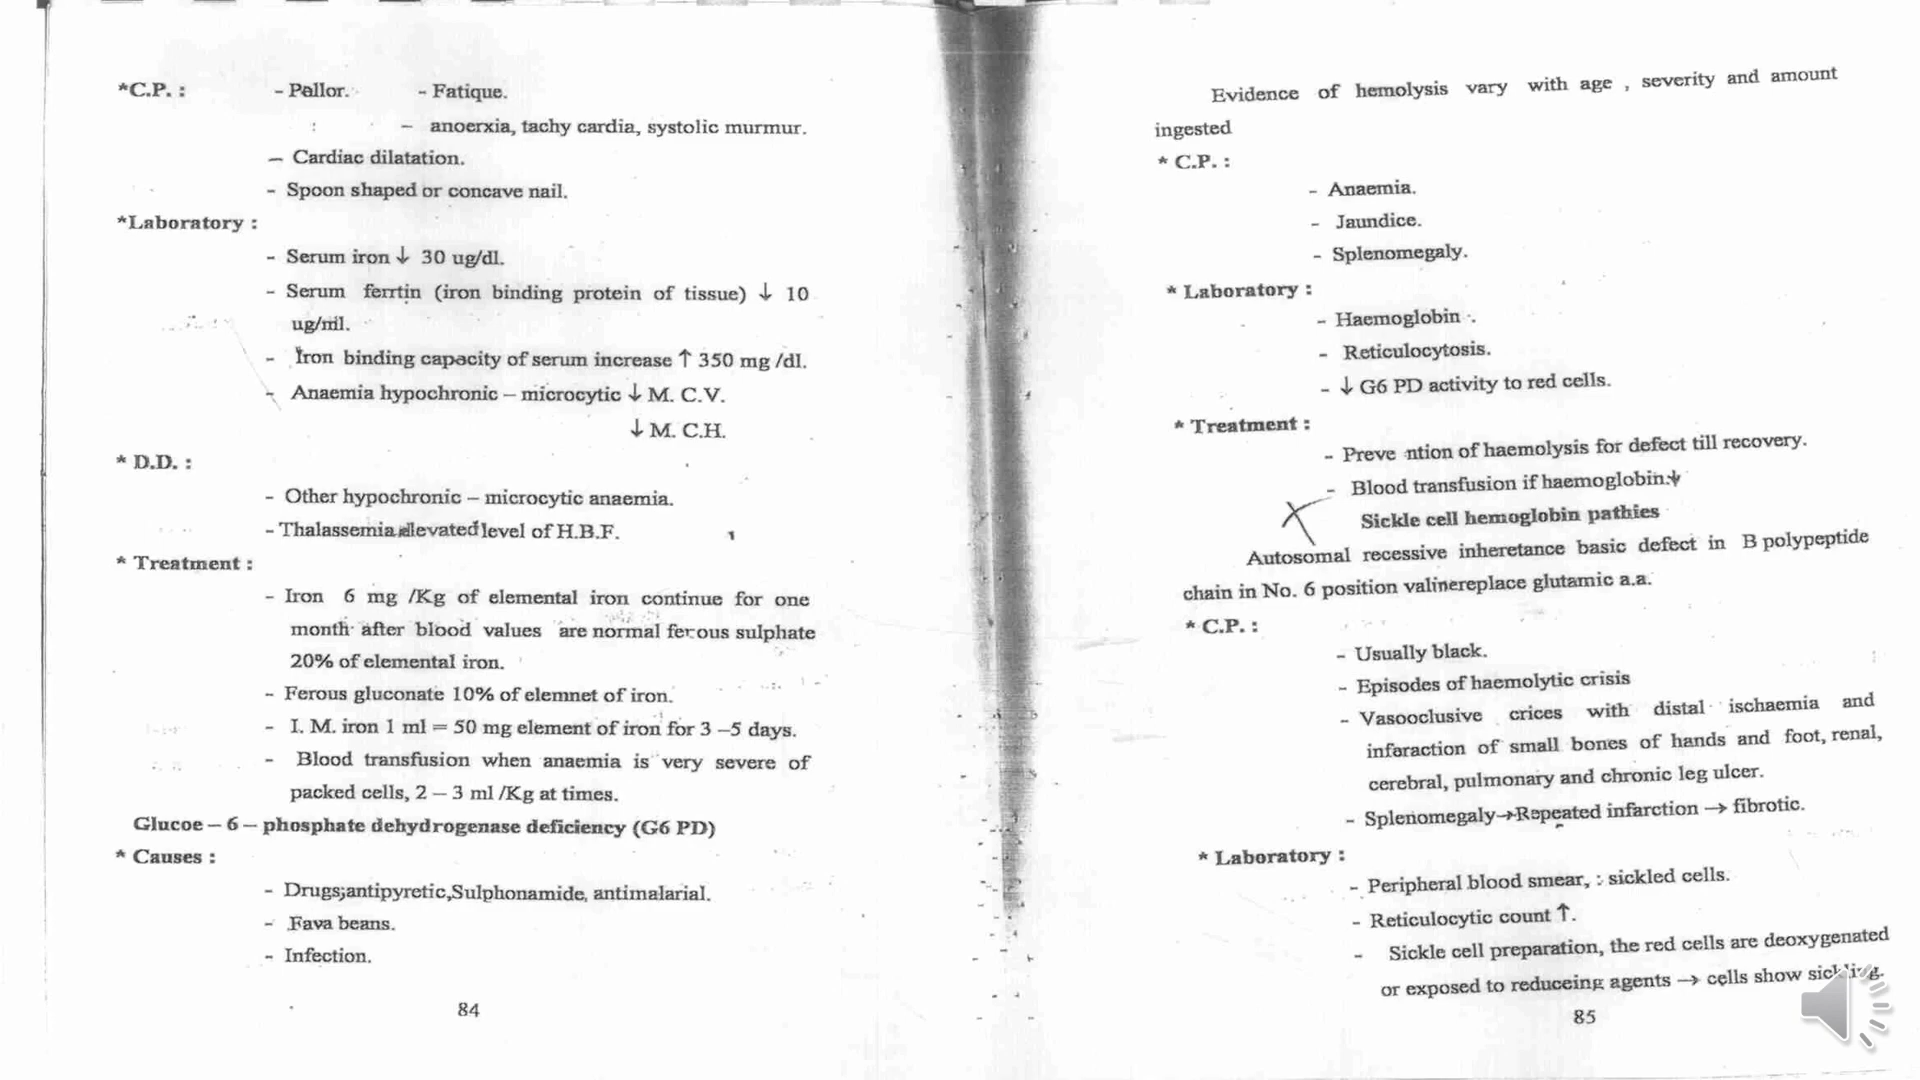 *C.P. : - Pallor. - Fatique.
- anoerxia, tachy cardia, systolic murmur.
- Cardiac dilatation.
- Spoon shaped or concave nail.
*Laboratory :
- Serum iron ↓ 30 ug/dl.
- Serum ferrtin (iron binding protein of tissue) ↓ 10
ug/ml.
- Iron binding capacity of serum increase ↑ 350 mg /dl.
- Anaemia hypochronic – microcytic ↓ M. C.V.
↓ M. C.H.
* D.D. :
- Other hypochronic – microcytic anaemia.
- Thalassemia ellevated level of H.B.F.
* Treatment :
- Iron 6 mg /Kg of elemental iron continue for one
month after blood values are normal ferous sulphate
20% of elemental iron.
- Ferous gluconate 10% of elemnet of iron.
- I. M. iron 1 ml = 50 mg element of iron for 3 –5 days.
- Blood transfusion when anaemia is very severe of
packed cells, 2 – 3 ml /Kg at times.
Glucoe – 6 – phosphate dehydrogenase deficiency (G6 PD)
* Causes :
- Drugs;antipyretic,Sulphonamide, antimalarial.
- Fava beans.
- Infection.
84
Evidence of hemolysis vary with age , severity and amount
ingested
* C.P. :
- Anaemia.
- Jaundice.
- Splenomegaly.
* Laboratory :
- Haemoglobin .
- Reticulocytosis.
- ↓ G6 PD activity to red cells.
* Treatment :
- Preve ntion of haemolysis for defect till recovery.
- Blood transfusion if haemoglobin ↓
Sickle cell hemoglobin pathies
Autosomal recessive inheretance basic defect in B polypeptide
chain in No. 6 position valinereplace glutamic a.a.
* C.P. :
- Usually black.
- Episodes of haemolytic crisis
- Vasooclusive crices with distal ischaemia and
infaraction of small bones of hands and foot, renal,
cerebral, pulmonary and chronic leg ulcer.
- Splenomegaly→Repeated infarction → fibrotic.
* Laboratory :
- Peripheral blood smear, : sickled cells.
- Reticulocytic count ↑.
- Sickle cell preparation, the red cells are deoxygenated
or exposed to reduceing agents → cells show sickling.
85